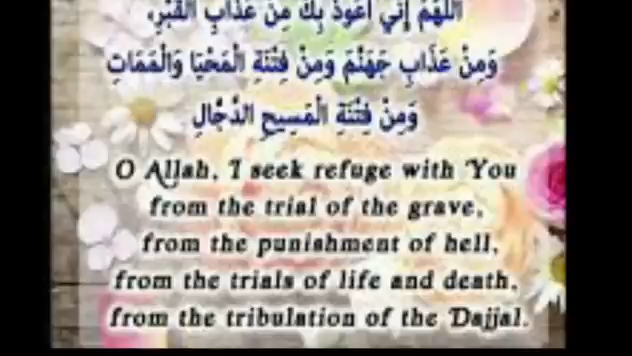 اللَّهُمَّ إِنِّي أَعُوذُ بِكَ مِنْ عَذَابِ الْقَبْرِ،
وَمِنْ عَذَابِ جَهَنَّمَ وَمِنْ فِتْنَةِ الْمَحْيَا وَالْمَمَاتِ
وَمِنْ فِتْنَةِ الْمَسِيحِ الدَّجَّالِ
O Allah, I seek refuge with You
from the trial of the grave,
from the punishment of hell,
from the trials of life and death,
from the tribulation of the Dajjal.